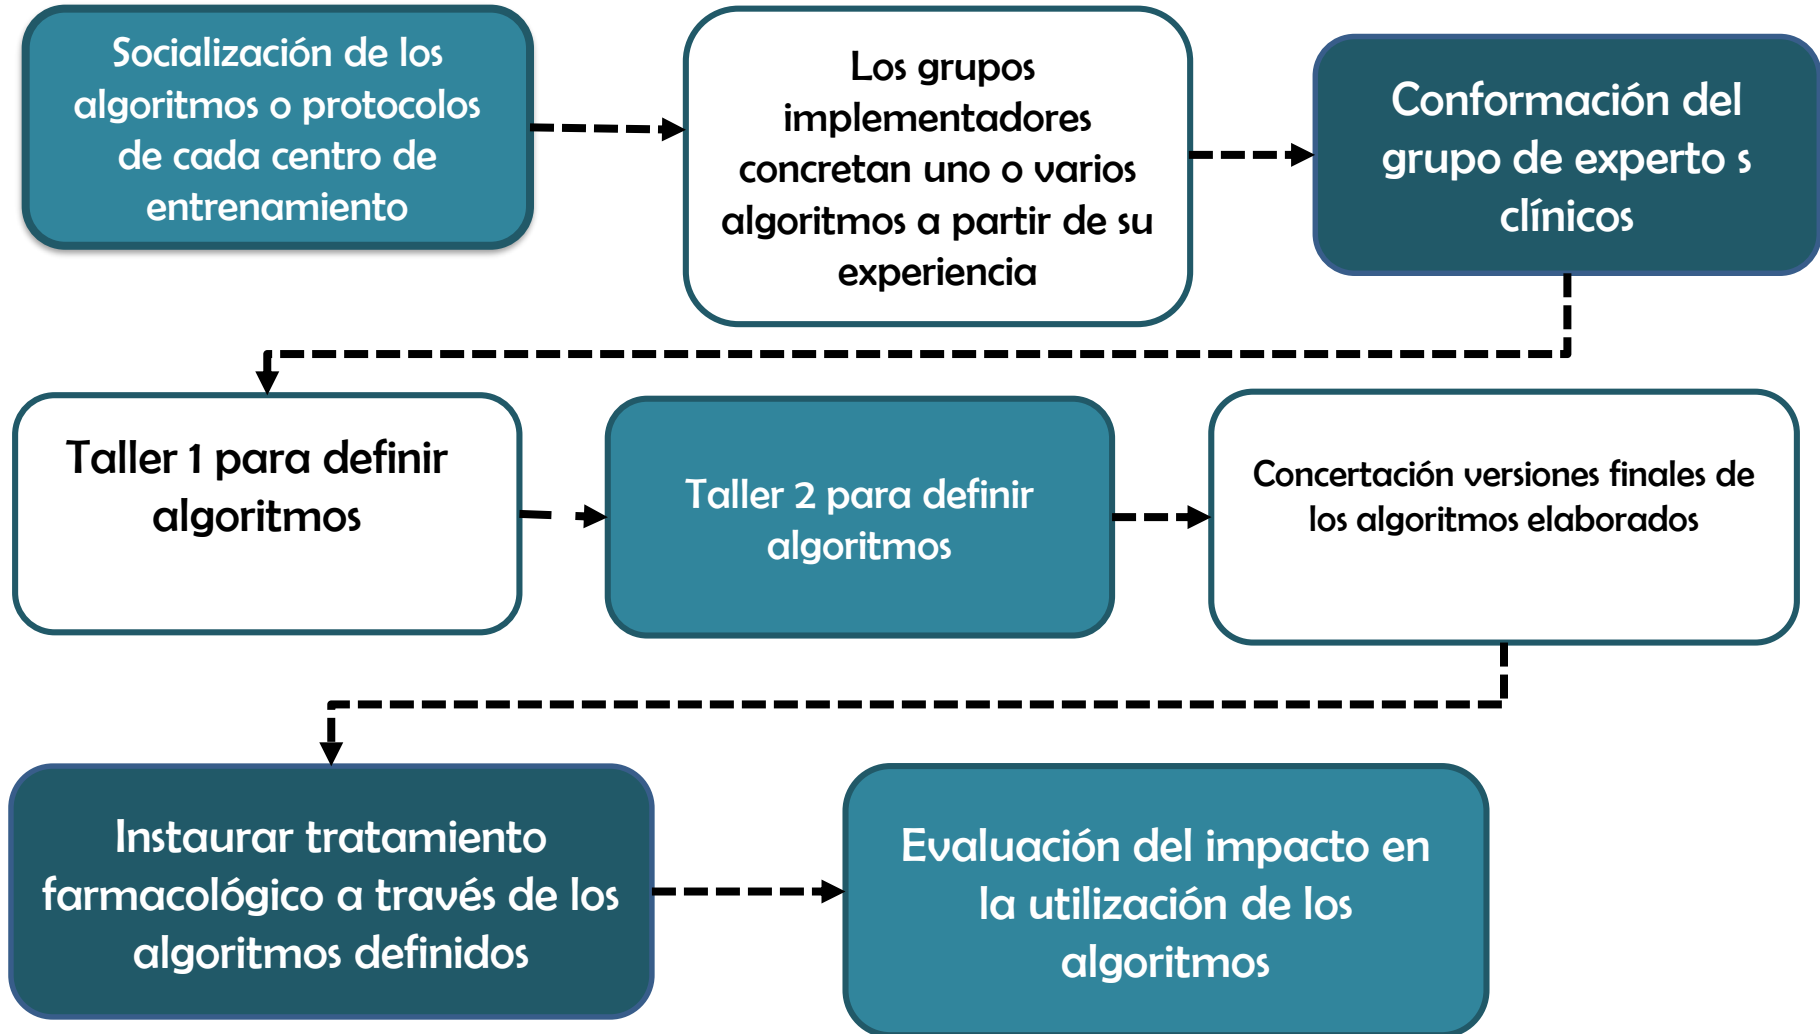 Socialización de los
algoritmos o protocolos
de cada centro de
entrenamiento
Los grupos
implementadores
concretan uno o varios
algoritmos a partir de su
experiencia
Conformación del
grupo de experto s
clínicos
Taller 1 para definir
algoritmos
Taller 2 para definir
algoritmos
Concertación versiones finales de
los algoritmos elaborados
Instaurar tratamiento
farmacológico a través de los
algoritmos definidos
Evaluación del impacto en
la utilización de los
algoritmos